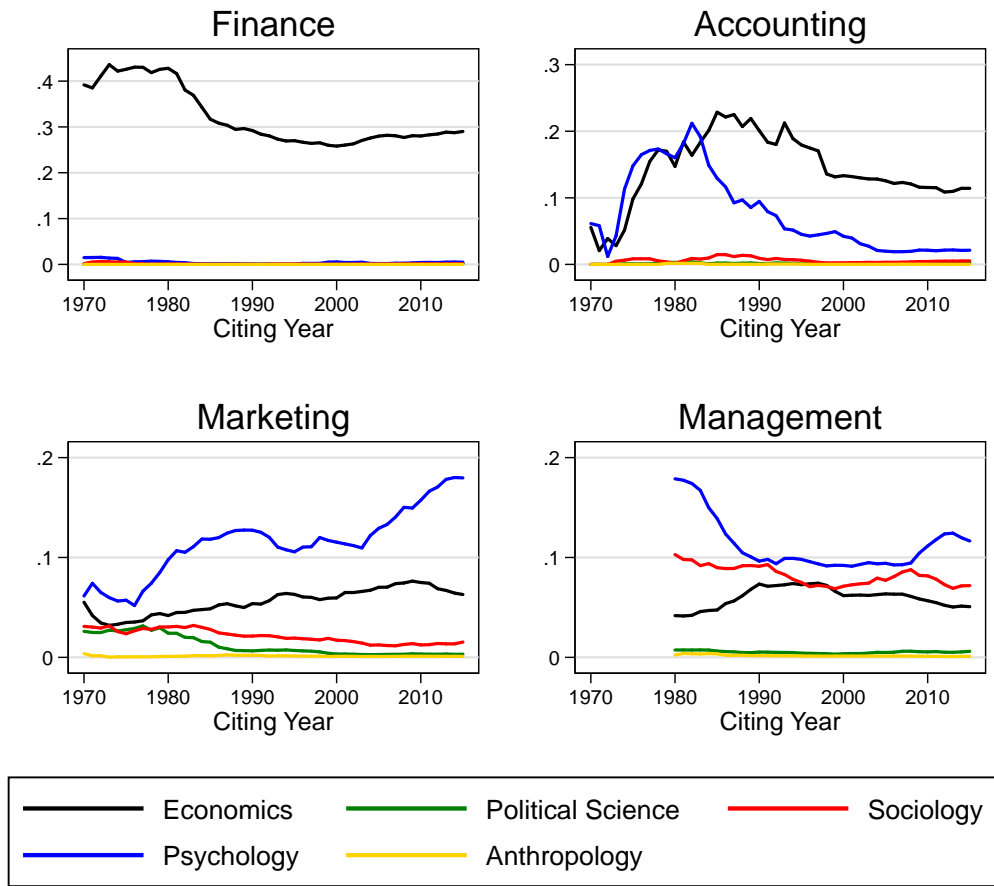 Finance
.4
.3
.2
.1
0
1970 1980 1990 2000 2010
Citing Year
Accounting
.3
.2
.1
0
1970 1980 1990 2000 2010
Citing Year
Marketing
.2
.1
0
1970 1980 1990 2000 2010
Citing Year
Management
.2
.1
0
1970 1980 1990 2000 2010
Citing Year
Economics Political Science Sociology
Psychology Anthropology